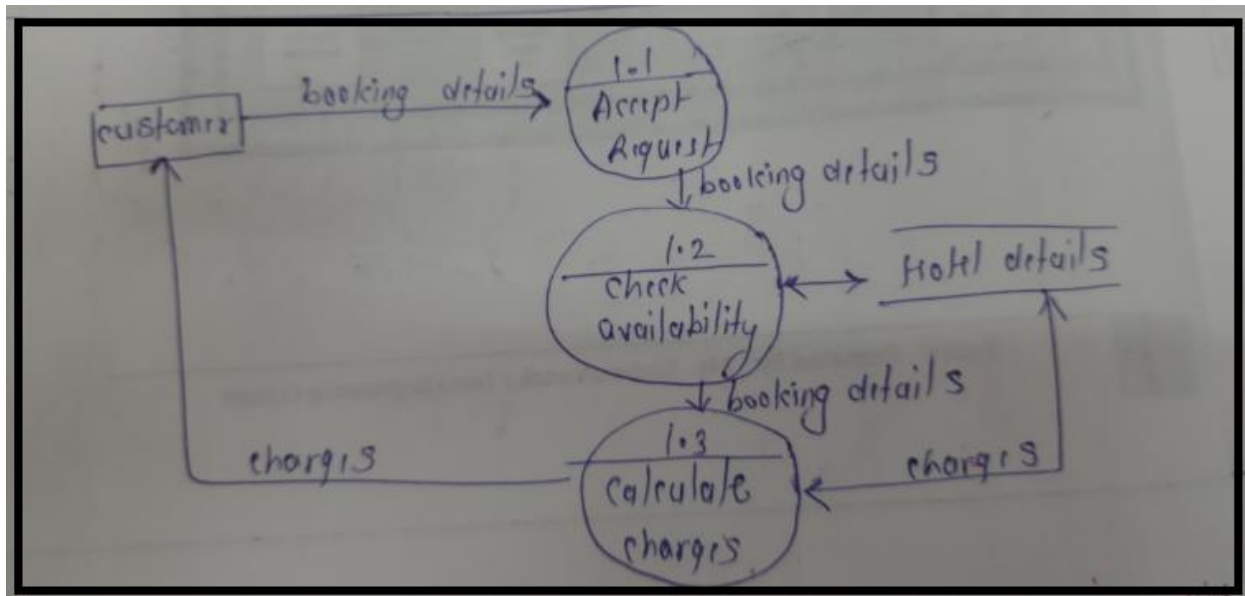 booking details
1.1
Accept
Request
customer
booking details
1.2
check
availability
Hotel details
booking details
1.3
charges
charges
calculate
charges